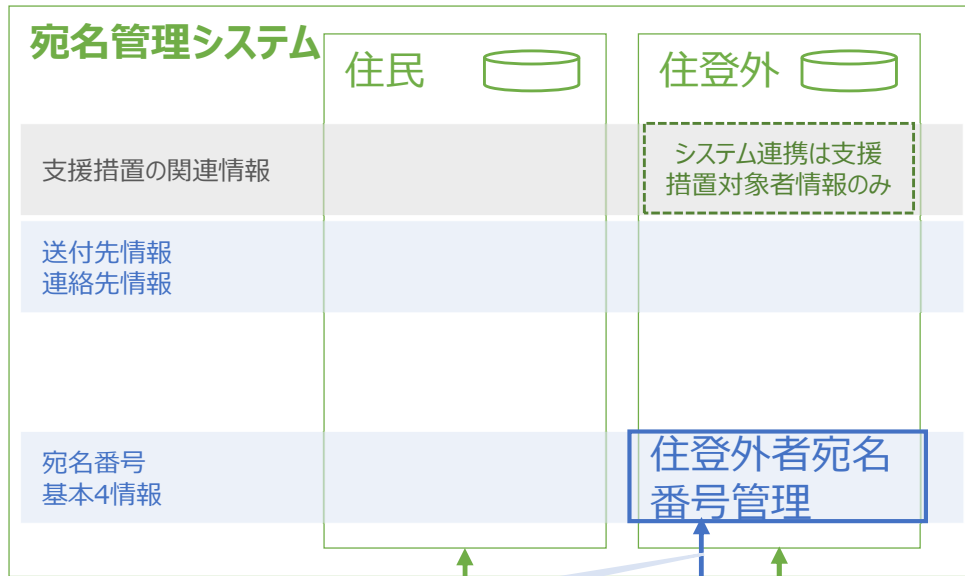 宛名管理システム
住民
住登外
支援措置の関連情報
システム連携は支援
措置対象者情報のみ
送付先情報
連絡先情報
宛名番号
基本4情報
住登外者宛名
番号管理